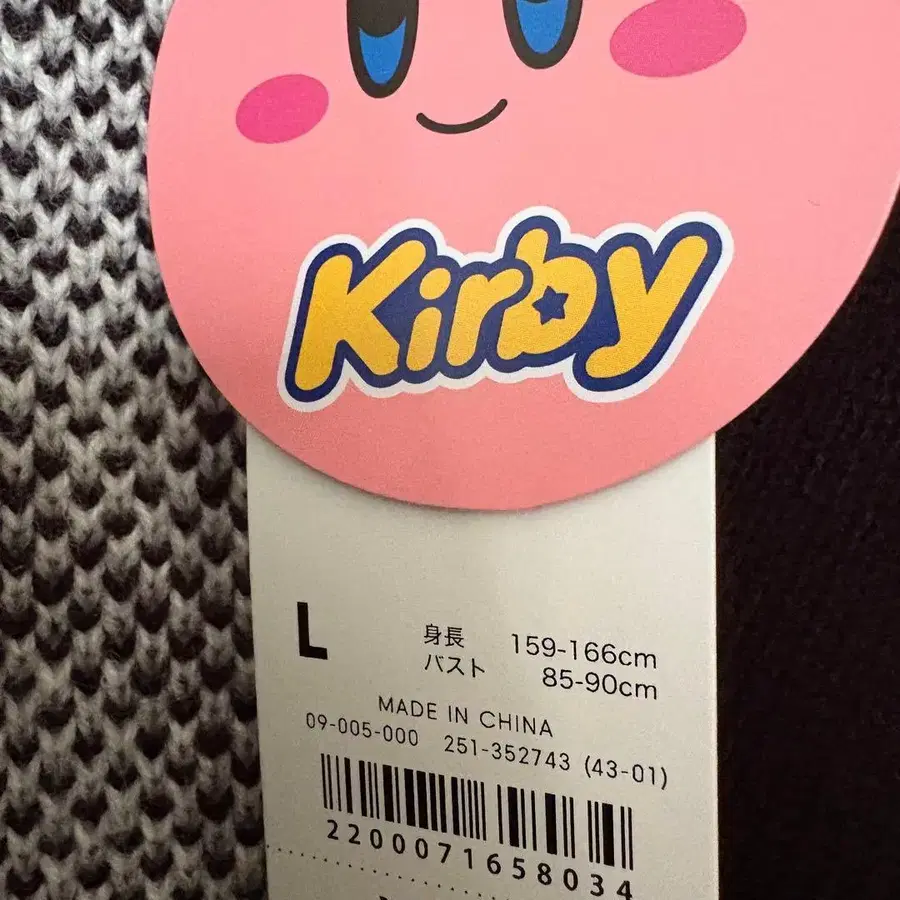 Kirby
L
身長 159-166cm
バスト 85-90cm
MADE IN CHINA
09-005-000 251-352743 (43-01)
2200071658034